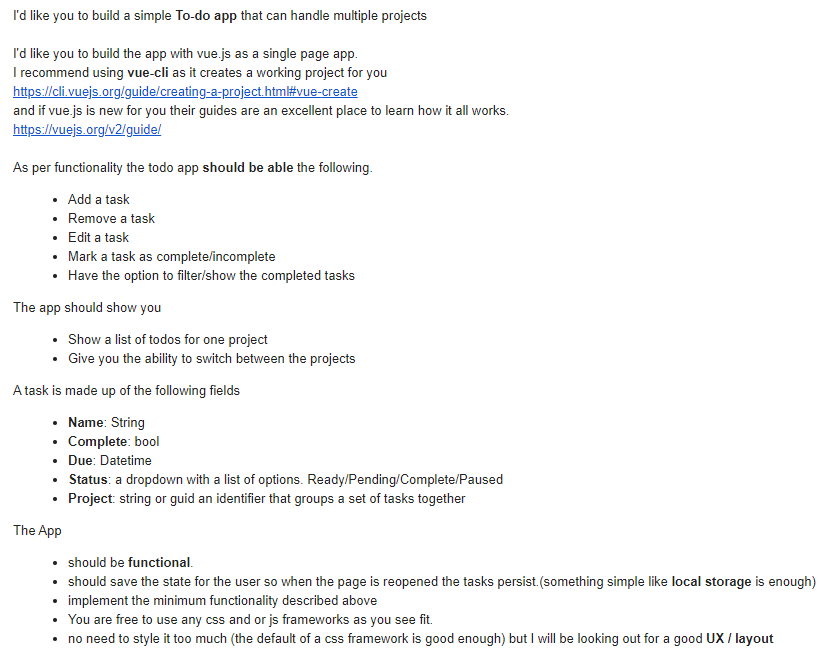 I'd like you to build a simple To-do app that can handle multiple projects
I'd like you to build the app with vue.js as a single page app.
I recommend using vue-cli as it creates a working project for you
https://cli.vuejs.org/guide/creating-a-project.html#vue-create
and if vue.js is new for you their guides are an excellent place to learn how it all works.
https://vuejs.org/v2/guide/
As per functionality the todo app should be able the following.
• Add a task
• Remove a task
• Edit a task
• Mark a task as complete/incomplete
• Have the option to filter/show the completed tasks
The app should show you
• Show a list of todos for one project
• Give you the ability to switch between the projects
A task is made up of the following fields
• Name: String
• Complete: bool
• Due: Datetime
• Status: a dropdown with a list of options. Ready/Pending/Complete/Paused
• Project: string or guid an identifier that groups a set of tasks together
The App
• should be functional.
• should save the state for the user so when the page is reopened the tasks persist.(something simple like local storage is enough)
• implement the minimum functionality described above
• You are free to use any css and or js frameworks as you see fit.
• no need to style it too much (the default of a css framework is good enough) but I will be looking out for a good UX / layout